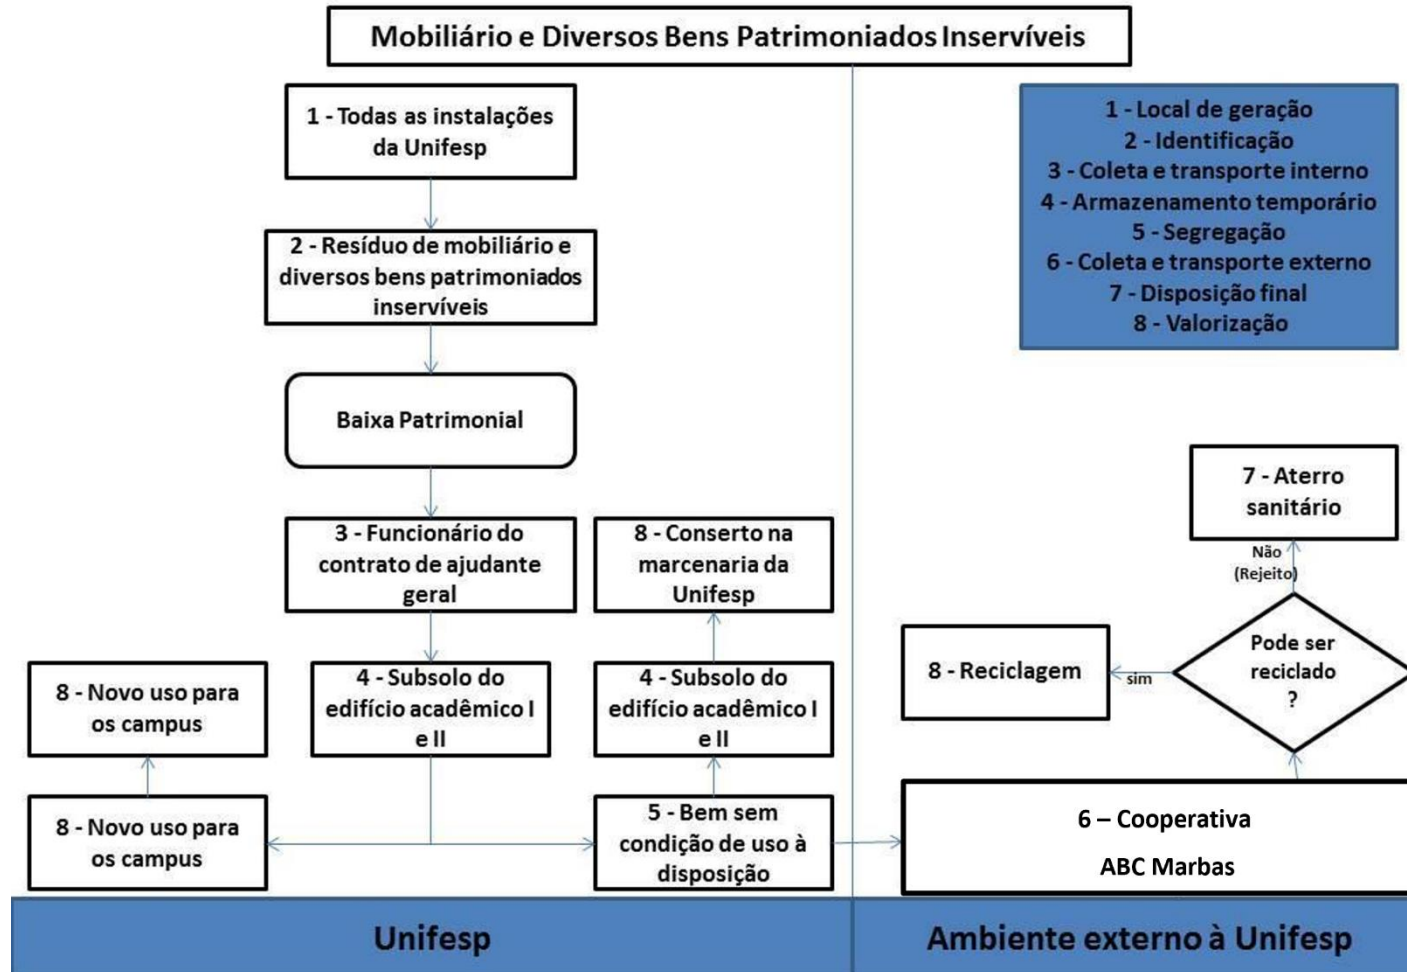 Mobiliário e Diversos Bens Patrimoniados Inservíveis
1 - Todas as instalações
da Unifesp
1 - Local de geração
2 - Identificação
3 - Coleta e transporte interno
4 - Armazenamento temporário
5 - Segregação
6 - Coleta e transporte externo
7 - Disposição final
8 - Valorização
2 - Resíduo de mobiliário e
diversos bens patrimoniados
inservíveis
Baixa Patrimonial
3 - Funcionário do
contrato de ajudante
geral
8 - Conserto na
marcenaria da
Unifesp
7 - Aterro
sanitário
Não
(Rejeito)
Pode ser
reciclado
?
sim
8 - Reciclagem
8 - Novo uso para
os campus
4 - Subsolo do
edifício acadêmico I
e II
4 - Subsolo do
edifício acadêmico I
e II
8 - Novo uso para
os campus
5 - Bem sem
condição de uso à
disposição
6 – Cooperativa
ABC Marbas
Unifesp
Ambiente externo à Unifesp